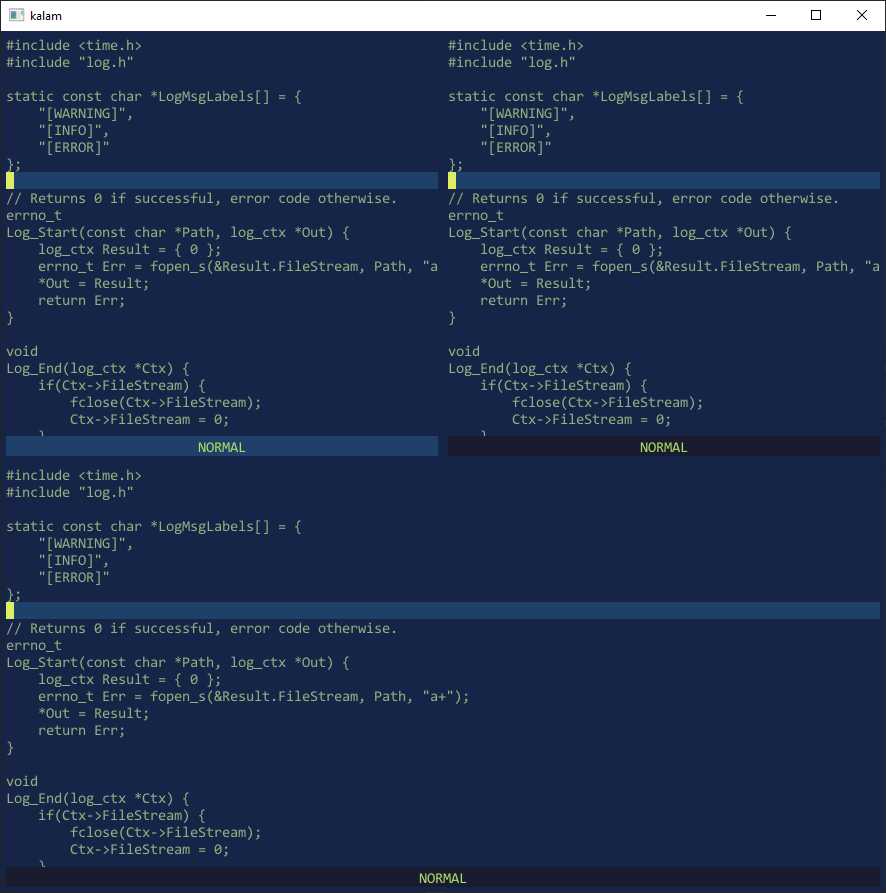 kalam
#include <time.h>
#include "log.h"

static const char *LogMsgLabels[] = {
    "[WARNING]",
    "[INFO]",
    "[ERROR]"
};

// Returns 0 if successful, error code otherwise.
errno_t
Log_Start(const char *Path, log_ctx *Out) {
    log_ctx Result = { 0 };
    errno_t Err = fopen_s(&Result.FileStream, Path, "a
    *Out = Result;
    return Err;
}

void
Log_End(log_ctx *Ctx) {
    if(Ctx->FileStream) {
        fclose(Ctx->FileStream);
        Ctx->FileStream = 0;
    }
NORMAL
#include <time.h>
#include "log.h"

static const char *LogMsgLabels[] = {
    "[WARNING]",
    "[INFO]",
    "[ERROR]"
};

// Returns 0 if successful, error code otherwise.
errno_t
Log_Start(const char *Path, log_ctx *Out) {
    log_ctx Result = { 0 };
    errno_t Err = fopen_s(&Result.FileStream, Path, "a
    *Out = Result;
    return Err;
}

void
Log_End(log_ctx *Ctx) {
    if(Ctx->FileStream) {
        fclose(Ctx->FileStream);
        Ctx->FileStream = 0;
    }
NORMAL
#include <time.h>
#include "log.h"

static const char *LogMsgLabels[] = {
    "[WARNING]",
    "[INFO]",
    "[ERROR]"
};

// Returns 0 if successful, error code otherwise.
errno_t
Log_Start(const char *Path, log_ctx *Out) {
    log_ctx Result = { 0 };
    errno_t Err = fopen_s(&Result.FileStream, Path, "a+");
    *Out = Result;
    return Err;
}

void
Log_End(log_ctx *Ctx) {
    if(Ctx->FileStream) {
        fclose(Ctx->FileStream);
        Ctx->FileStream = 0;
    }
NORMAL